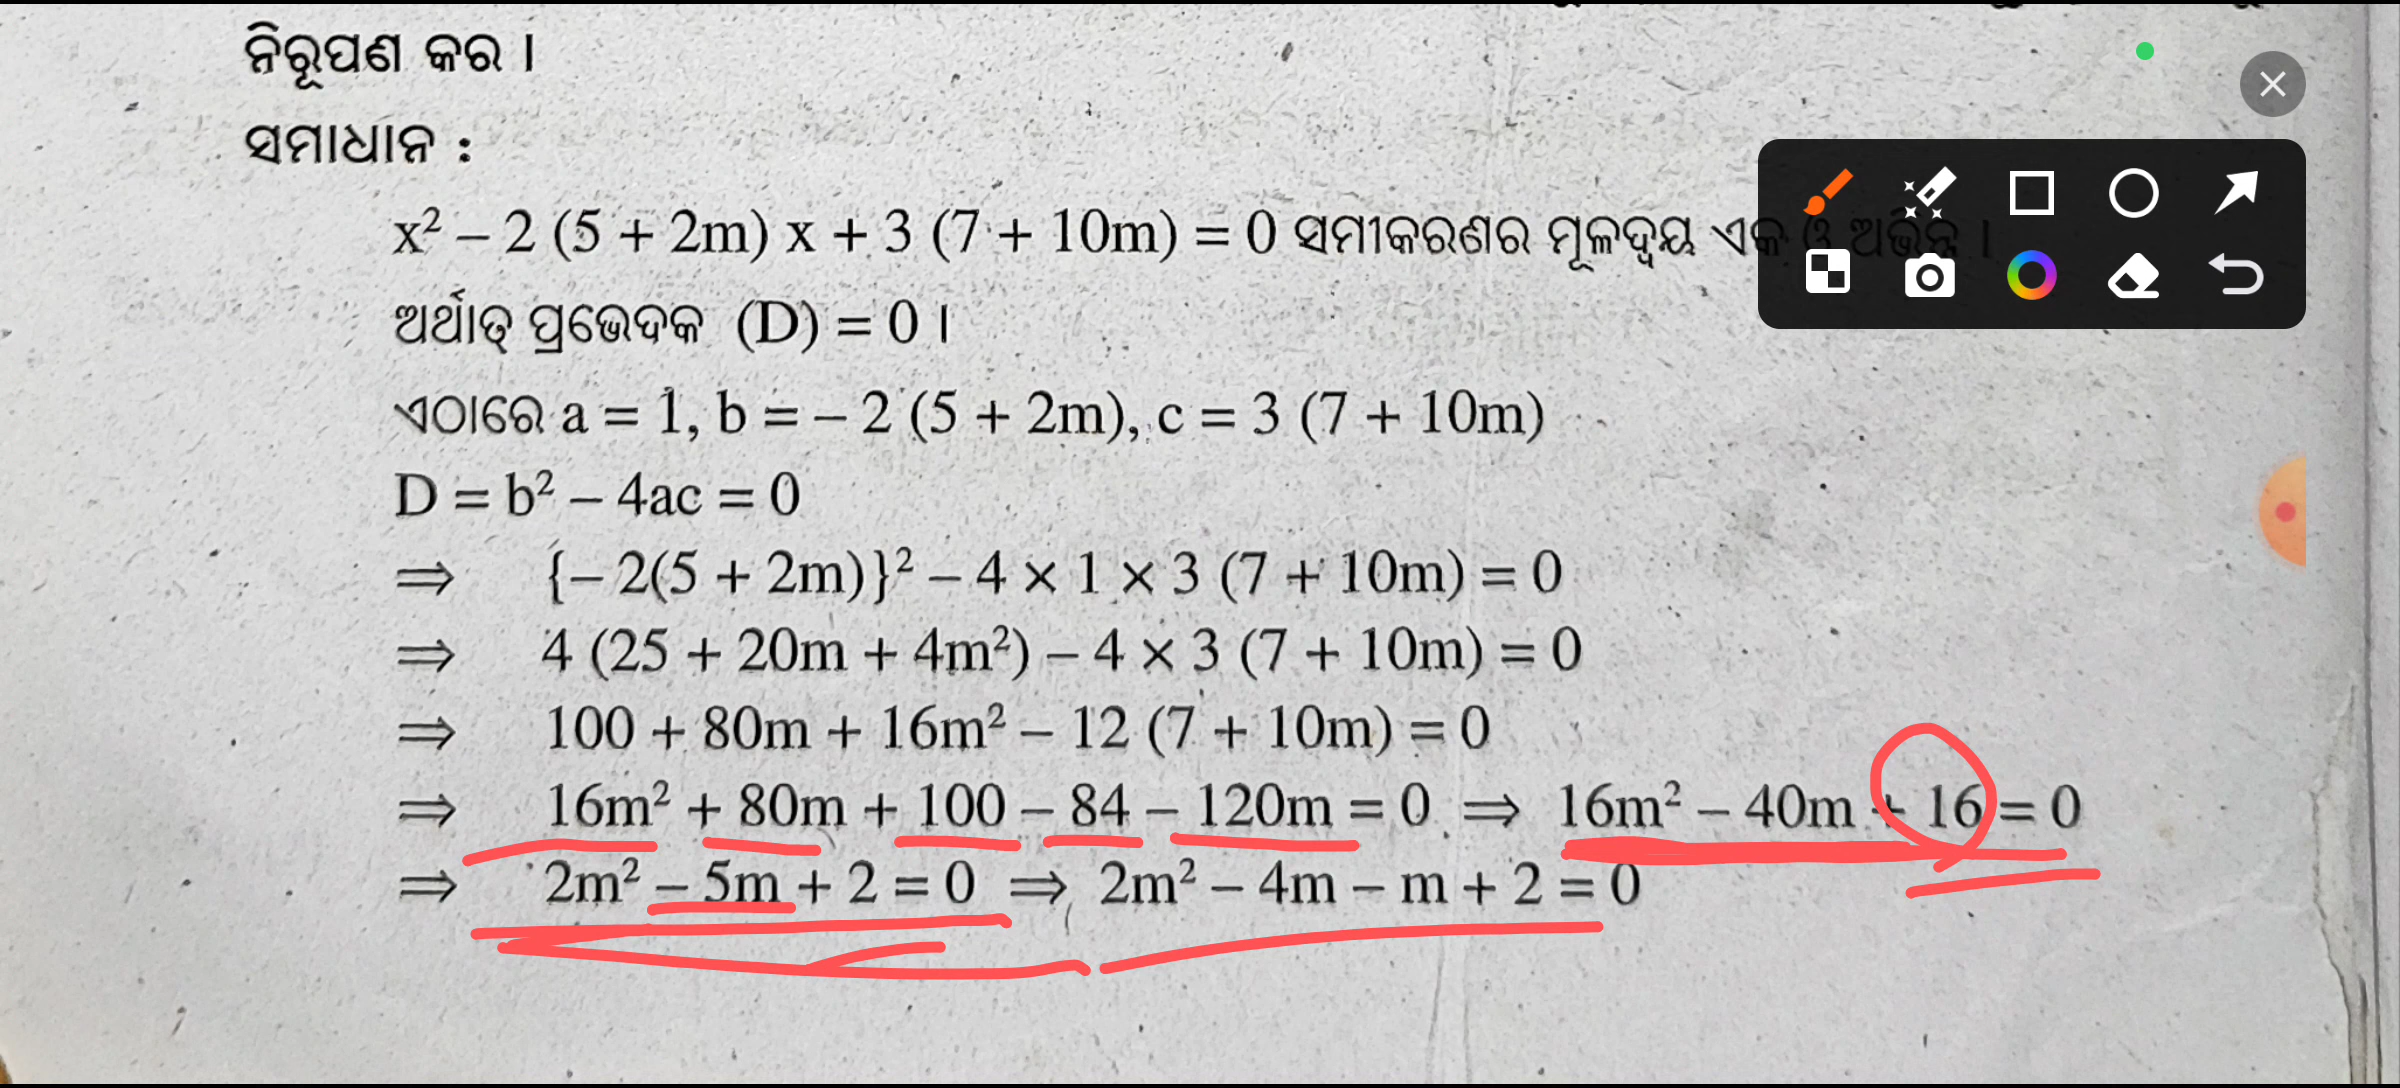 ନିରୂପଣ କର ।
ସମାଧାନ :
x² – 2 (5 + 2m) x + 3 (7 + 10m) = 0 ସମୀକରଣର ମୂଳଦ୍ୱୟ ଏକ ଓ ଅଭିନ୍ନ ।
ଅର୍ଥାତ୍ ପ୍ରଭେଦକ (D) = 0 ।
ଏଠାରେ a = 1, b = – 2 (5 + 2m), c = 3 (7 + 10m)
D = b² – 4ac = 0
⇒ {– 2(5 + 2m)}² – 4 × 1 × 3 (7 + 10m) = 0
⇒ 4 (25 + 20m + 4m²) – 4 × 3 (7 + 10m) = 0
⇒ 100 + 80m + 16m² – 12 (7 + 10m) = 0
⇒ 16m² + 80m + 100 – 84 – 120m = 0 ⇒ 16m² – 40m + 16 = 0
⇒ 2m² – 5m + 2 = 0 ⇒ 2m² – 4m – m + 2 = 0